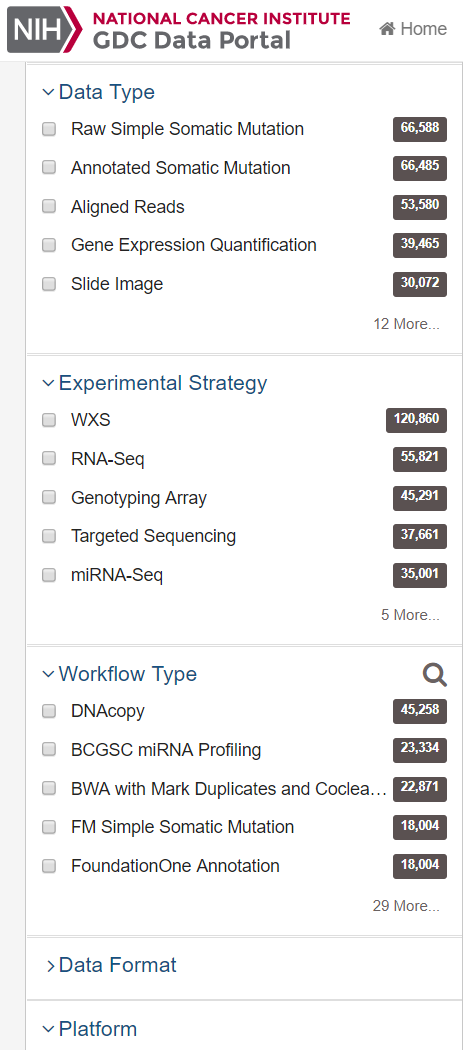 NIH NATIONAL CANCER INSTITUTE
GDC Data Portal
Home
Data Type
Raw Simple Somatic Mutation 66,588
Annotated Somatic Mutation 66,485
Aligned Reads 53,580
Gene Expression Quantification 39,465
Slide Image 30,072
12 More...
Experimental Strategy
WXS 120,860
RNA-Seq 55,821
Genotyping Array 45,291
Targeted Sequencing 37,661
miRNA-Seq 35,001
5 More...
Workflow Type
DNAcopy 45,258
BCGSC miRNA Profiling 23,334
BWA with Mark Duplicates and Coclea... 22,871
FM Simple Somatic Mutation 18,004
FoundationOne Annotation 18,004
29 More...
Data Format
Platform